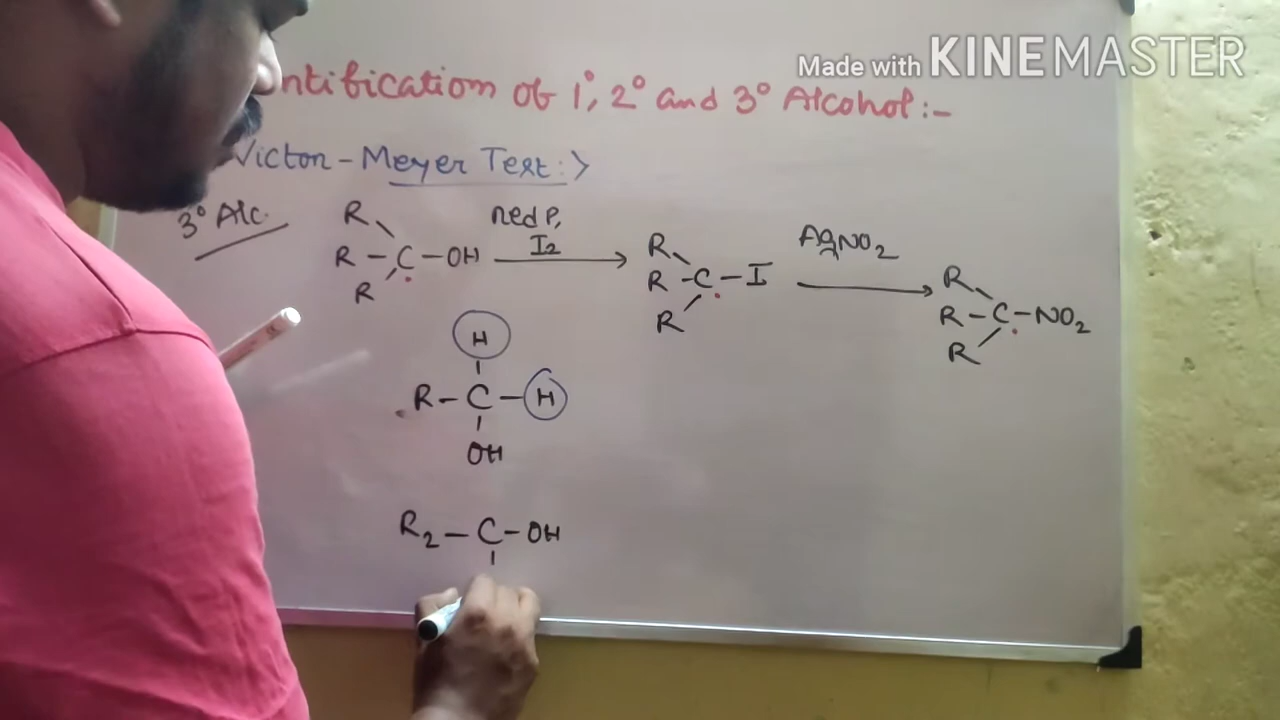 Made with KINEMASTER
ntification of 1°, 2° and 3° Alcohol:-
Victor-Meyer Test:>
3° Alc.
R
R-C-OH
R
red P,
I2
R
R-C-I
R
AgNO2
R
R-C-NO2
R
H
R-C-H
OH
R2-C-OH